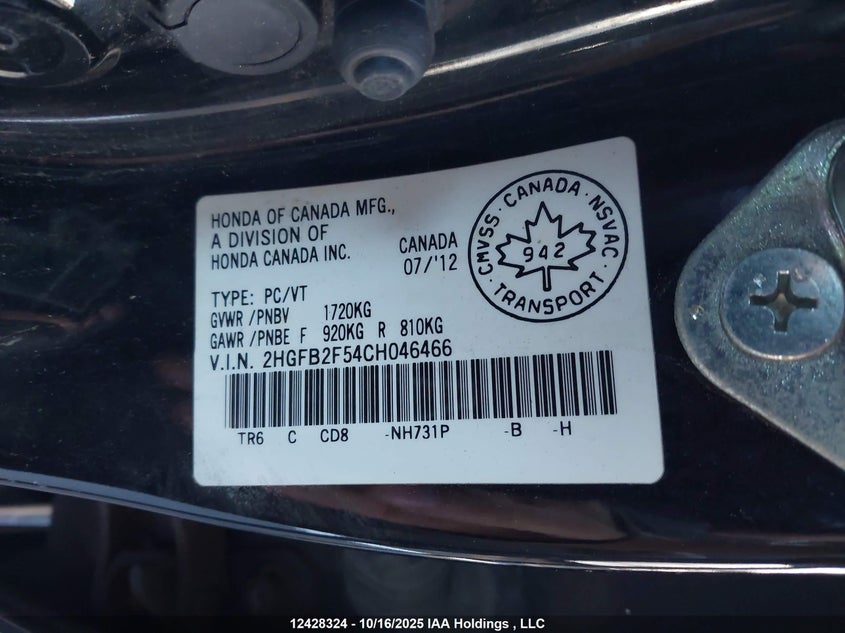 HONDA OF CANADA MFG.,
A DIVISION OF
HONDA CANADA INC.
CANADA
07/'12
CMVSS · CANADA · NSVAC
942
· TRANSPORT ·
TYPE: PC/VT
GVWR /PNBV 1720KG
GAWR /PNBE F 920KG R 810KG
V.I.N. 2HGFB2F54CH046466
TR6 C CD8 -NH731P -B -H
12428324 - 10/16/2025 IAA Holdings , LLC